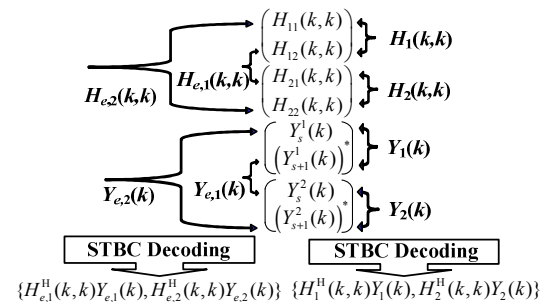 H₁₁(k,k)
H₁₂(k,k)
H₁(k,k)
Hₑ,₁(k,k)
Hₑ,₂(k,k)
H₂₁(k,k)
H₂₂(k,k)
H₂(k,k)
Yₛ¹(k)
(Yₛ₊₁¹(k))*
Y₁(k)
Yₑ,₁(k)
Yₑ,₂(k)
Yₛ²(k)
(Yₛ₊₁²(k))*
Y₂(k)
STBC Decoding
STBC Decoding
{Hₑ,₁ᴴ(k,k)Yₑ,₁(k), Hₑ,₂ᴴ(k,k)Yₑ,₂(k)}
{H₁ᴴ(k,k)Y₁(k), H₂ᴴ(k,k)Y₂(k)}